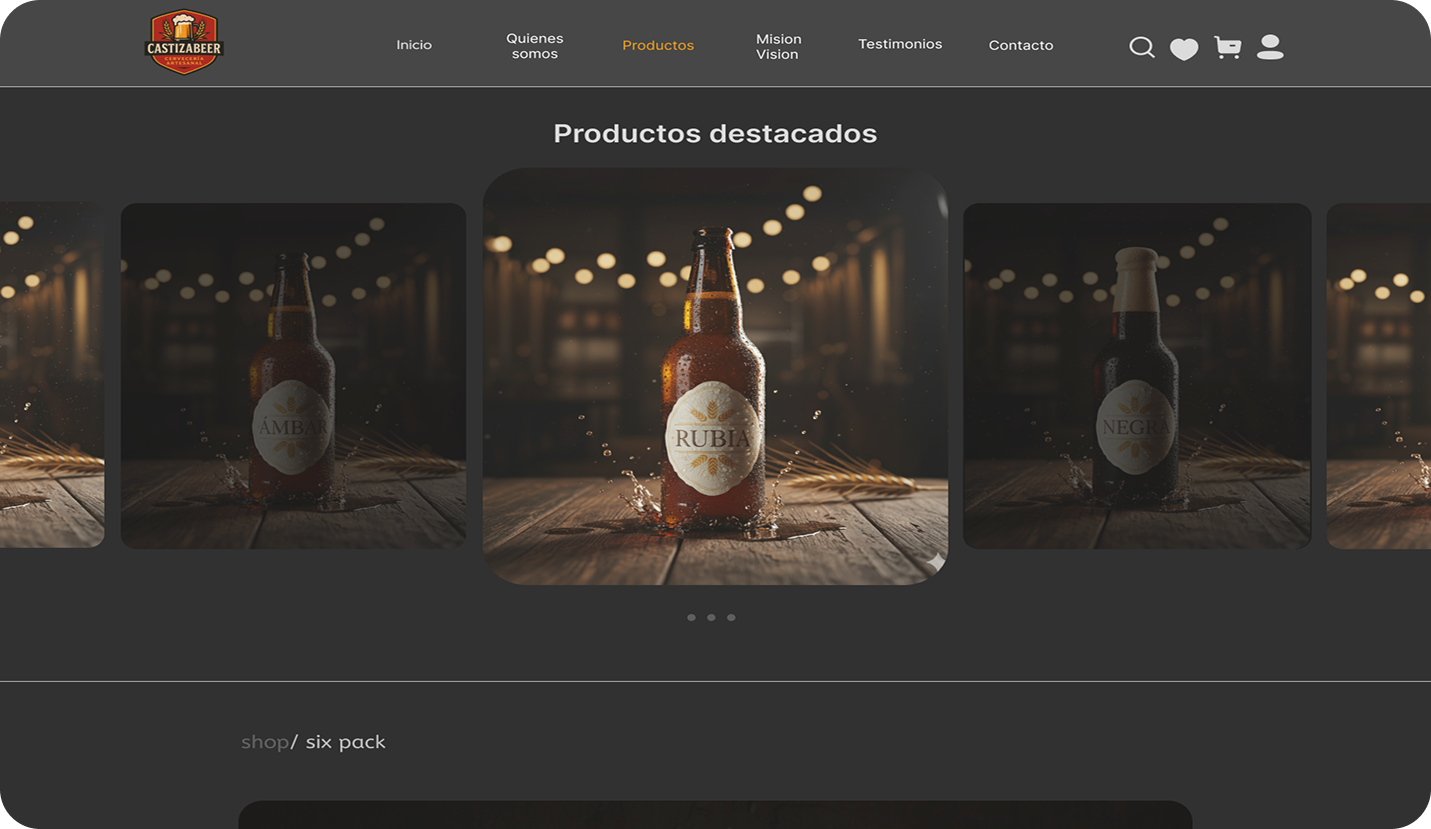 CASTIZABEER
CERVECERÍA
ARTESANAL
Inicio
Quienes
somos
Productos
Mision
Vision
Testimonios
Contacto
Productos destacados
ÁMBAR
RUBIA
NEGRA
shop/ six pack